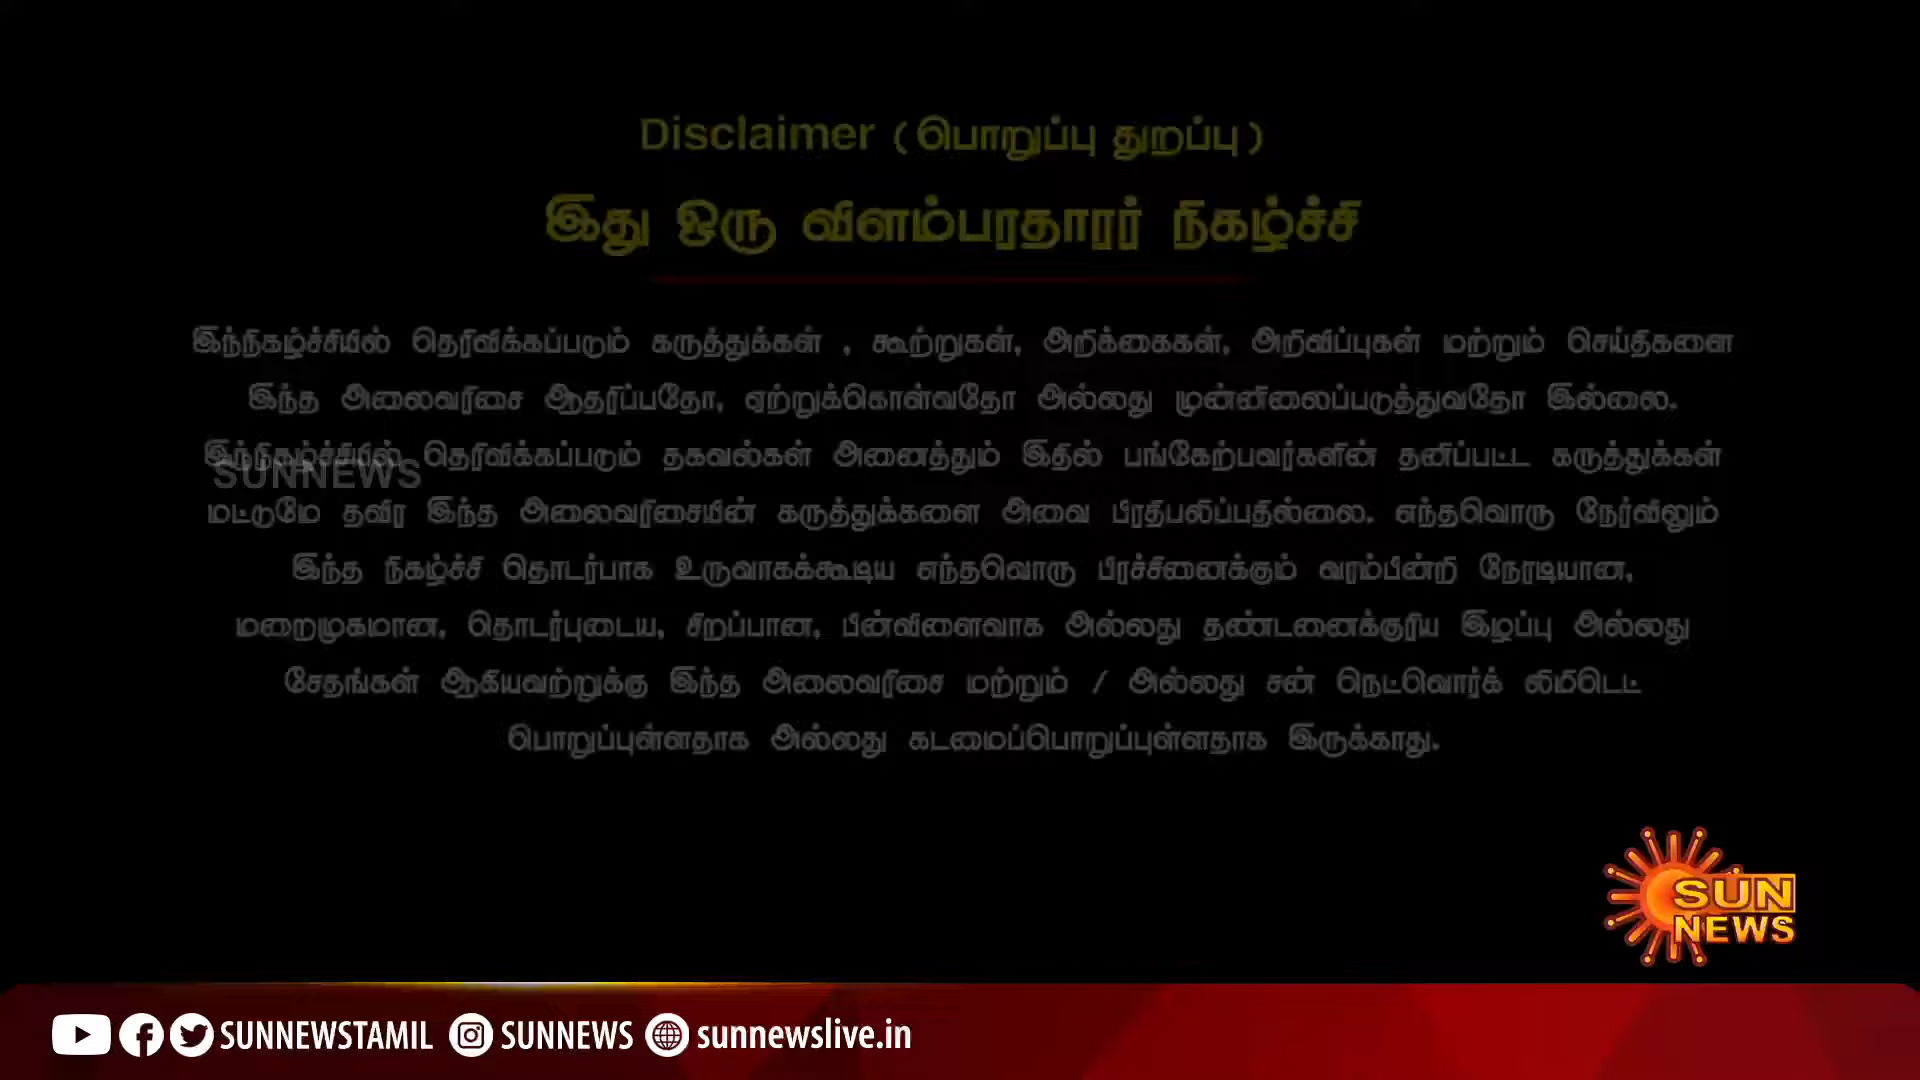 Disclaimer (பொறுப்பு துறப்பு)
இது ஒரு விளம்பரதாரர் நிகழ்ச்சி
இந்நிகழ்ச்சியில் தெரிவிக்கப்படும் கருத்துக்கள் , கூற்றுகள், அறிக்கைகள், அறிவிப்புகள் மற்றும் செய்திகளை
இந்த அலைவரிசை ஆதரிப்பதோ, ஏற்றுக்கொள்வதோ அல்லது முன்னிலைப்படுத்துவதோ இல்லை.
இந்நிகழ்ச்சியில் தெரிவிக்கப்படும் தகவல்கள் அனைத்தும் இதில் பங்கேற்பவர்களின் தனிப்பட்ட கருத்துக்கள்
SUNNEWS
மட்டுமே தவிர இந்த அலைவரிசையின் கருத்துக்களை அவை பிரதிபலிப்பதில்லை. எந்தவொரு நேர்விலும்
இந்த நிகழ்ச்சி தொடர்பாக உருவாகக்கூடிய எந்தவொரு பிரச்சினைக்கும் வரம்பின்றி நேரடியான,
மறைமுகமான, தொடர்புடைய, சிறப்பான, பின்விளைவாக அல்லது தண்டனைக்குரிய இழப்பு அல்லது
சேதங்கள் ஆகியவற்றுக்கு இந்த அலைவரிசை மற்றும் / அல்லது சன் நெட்வொர்க் லிமிடெட்
பொறுப்புள்ளதாக அல்லது கடமைப்பொறுப்புள்ளதாக இருக்காது.
SUN
NEWS
SUNNEWSTAMIL SUNNEWS sunnewslive.in